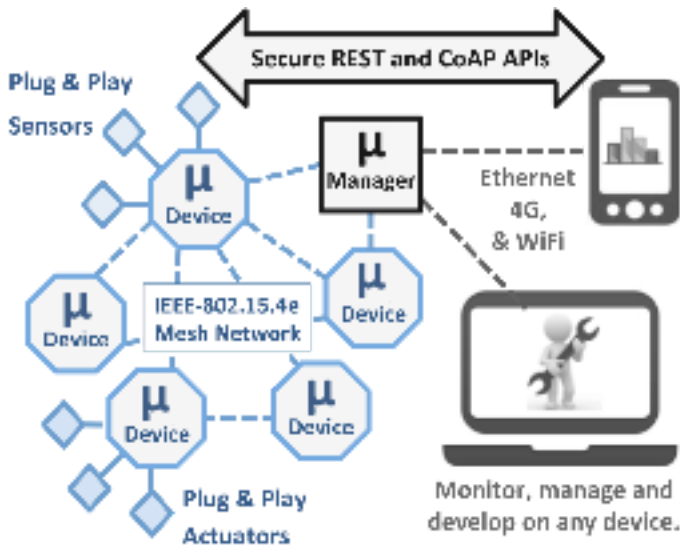 Secure REST and CoAP APIs
Plug & Play
Sensors
μ
Manager
μ
Device
Ethernet
4G,
& WiFi
μ
Device
IEEE-802.15.4e
Mesh Network
μ
Device
μ
Device
μ
Device
Plug & Play
Actuators
Monitor, manage and
develop on any device.